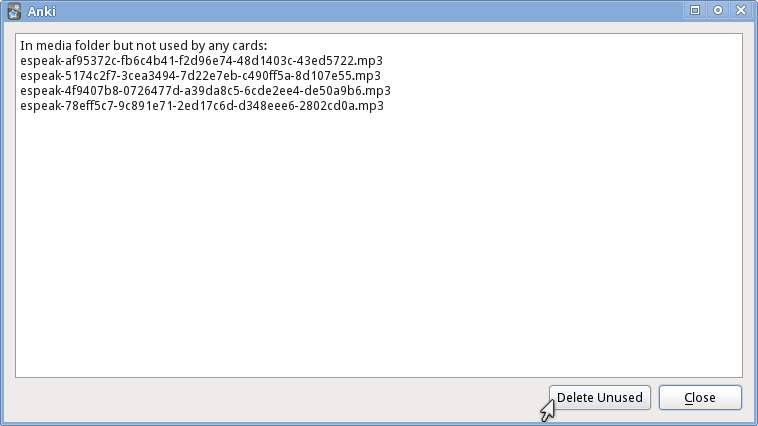 Anki
In media folder but not used by any cards:
espeak-af95372c-fb6c4b41-f2d96e74-48d1403c-43ed5722.mp3
espeak-5174c2f7-3cea3494-7d22e7eb-c490ff5a-8d107e55.mp3
espeak-4f9407b8-0726477d-a39da8c5-6cde2ee4-de50a9b6.mp3
espeak-78eff5c7-9c891e71-2ed17c6d-d348eee6-2802cd0a.mp3
Delete Unused
Close